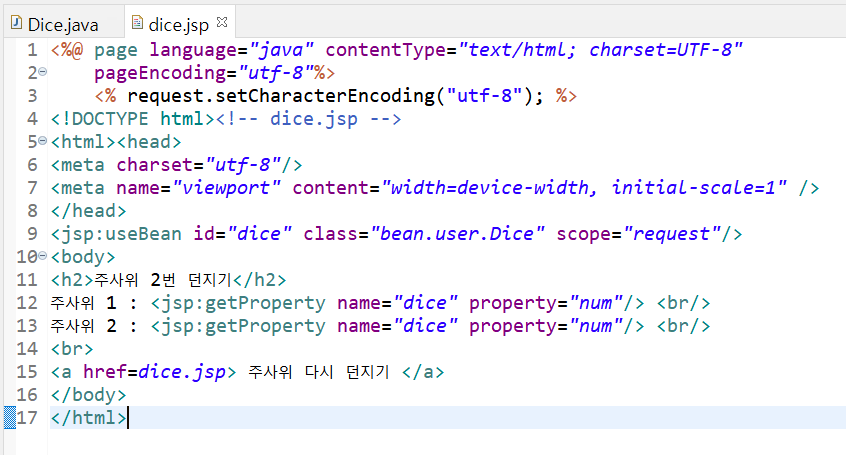 Dice.java dice.jsp
1 <%@ page language="java" contentType="text/html; charset=UTF-8"
2 pageEncoding="utf-8"%>
3 <% request.setCharacterEncoding("utf-8"); %>
4 <!DOCTYPE html><!-- dice.jsp -->
5 <html><head>
6 <meta charset="utf-8"/>
7 <meta name="viewport" content="width=device-width, initial-scale=1" />
8 </head>
9 <jsp:useBean id="dice" class="bean.user.Dice" scope="request"/>
10 <body>
11 <h2>주사위 2번 던지기</h2>
12 주사위 1 : <jsp:getProperty name="dice" property="num"/> <br/>
13 주사위 2 : <jsp:getProperty name="dice" property="num"/> <br/>
14 <br>
15 <a href=dice.jsp> 주사위 다시 던지기 </a>
16 </body>
17 </html>